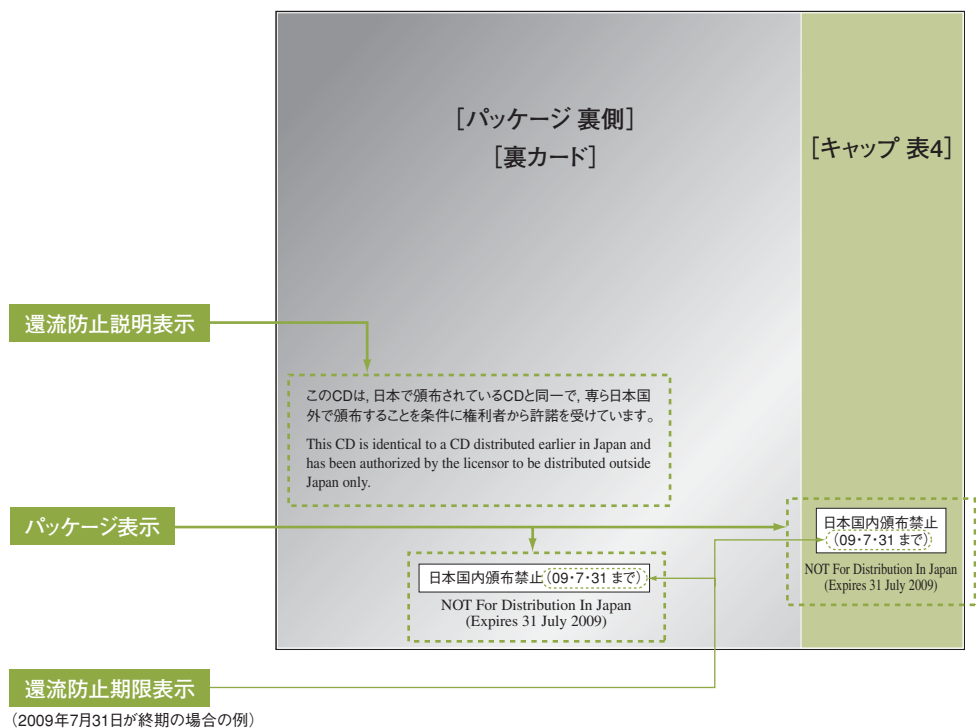 [パッケージ 裏側]
[裏カード]
[キャップ 表4]
還流防止説明表示
このCDは, 日本で頒布されているCDと同一で, 専ら日本国
外で頒布することを条件に権利者から許諾を受けています。
This CD is identical to a CD distributed earlier in Japan and
has been authorized by the licensor to be distributed outside
Japan only.
パッケージ表示
日本国内頒布禁止
(09・7・31 まで)
NOT For Distribution In Japan
(Expires 31 July 2009)
日本国内頒布禁止(09・7・31 まで)
NOT For Distribution In Japan
(Expires 31 July 2009)
還流防止期限表示
(2009年7月31日が終期の場合の例)